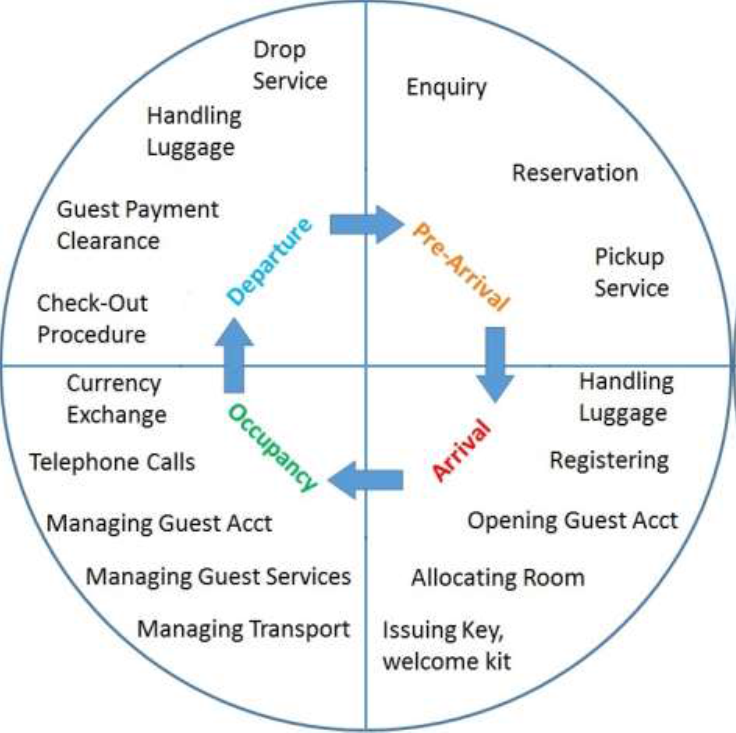 Drop
Service
Handling
Luggage
Guest Payment
Clearance
Check-Out
Procedure
Departure
Enquiry
Reservation
Pickup
Service
Pre-Arrival
Handling
Luggage
Registering
Opening Guest Acct
Allocating Room
Issuing Key,
welcome kit
Arrival
Currency
Exchange
Telephone Calls
Managing Guest Acct
Managing Guest Services
Managing Transport
Occupancy